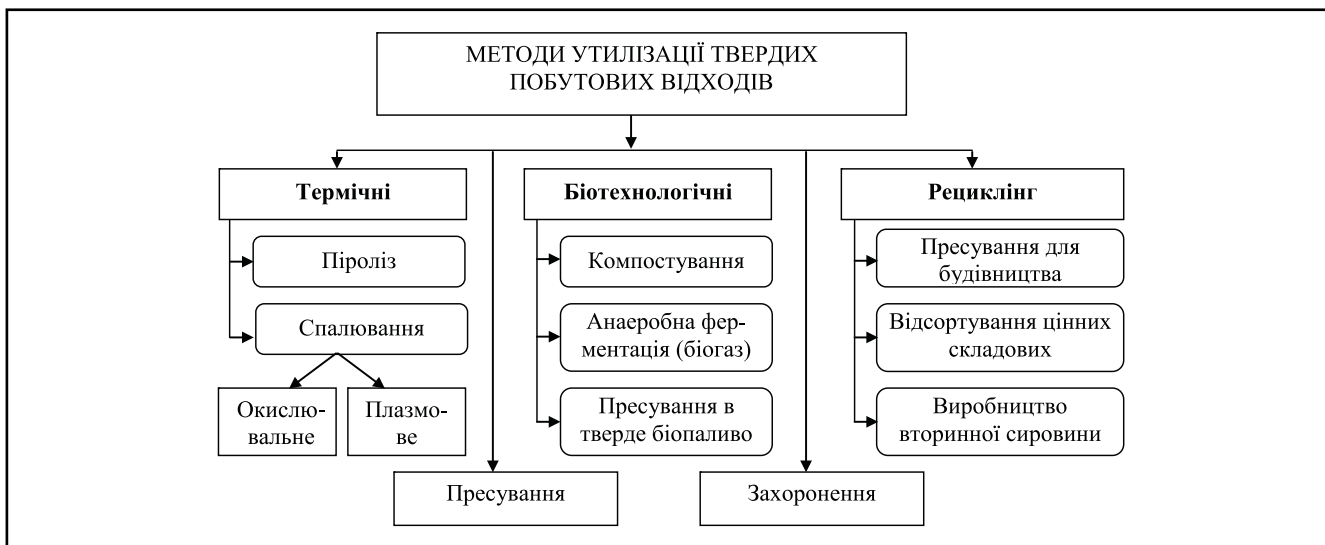 МЕТОДИ УТИЛІЗАЦІЇ ТВЕРДИХ
ПОБУТОВИХ ВІДХОДІВ
Термічні
Піроліз
Спалювання
Окислю-
вальне
Плазмо-
ве
Біотехнологічні
Компостування
Анаеробна фер-
ментація (біогаз)
Пресування в
тверде біопаливо
Рециклінг
Пресування для
будівництва
Відсортування цінних
складових
Виробництво
вторинної сировини
Пресування
Захоронення